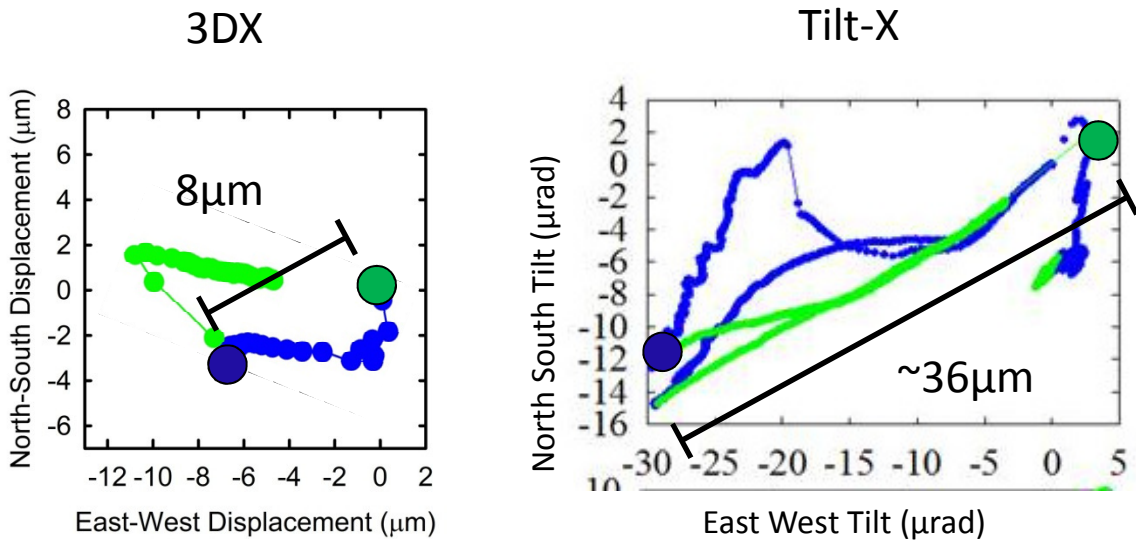 3DX
North-South Displacement (μm)
8
6
4
2
0
-2
-4
-6
8μm
-12 -10 -8 -6 -4 -2 0 2
East-West Displacement (μm)
Tilt-X
North South Tilt (μrad)
4
2
0
-2
-4
-6
-8
-10
-12
-14
-16
~36μm
-30 -25 -20 -15 -10 -5 0 5
10
East West Tilt (μrad)